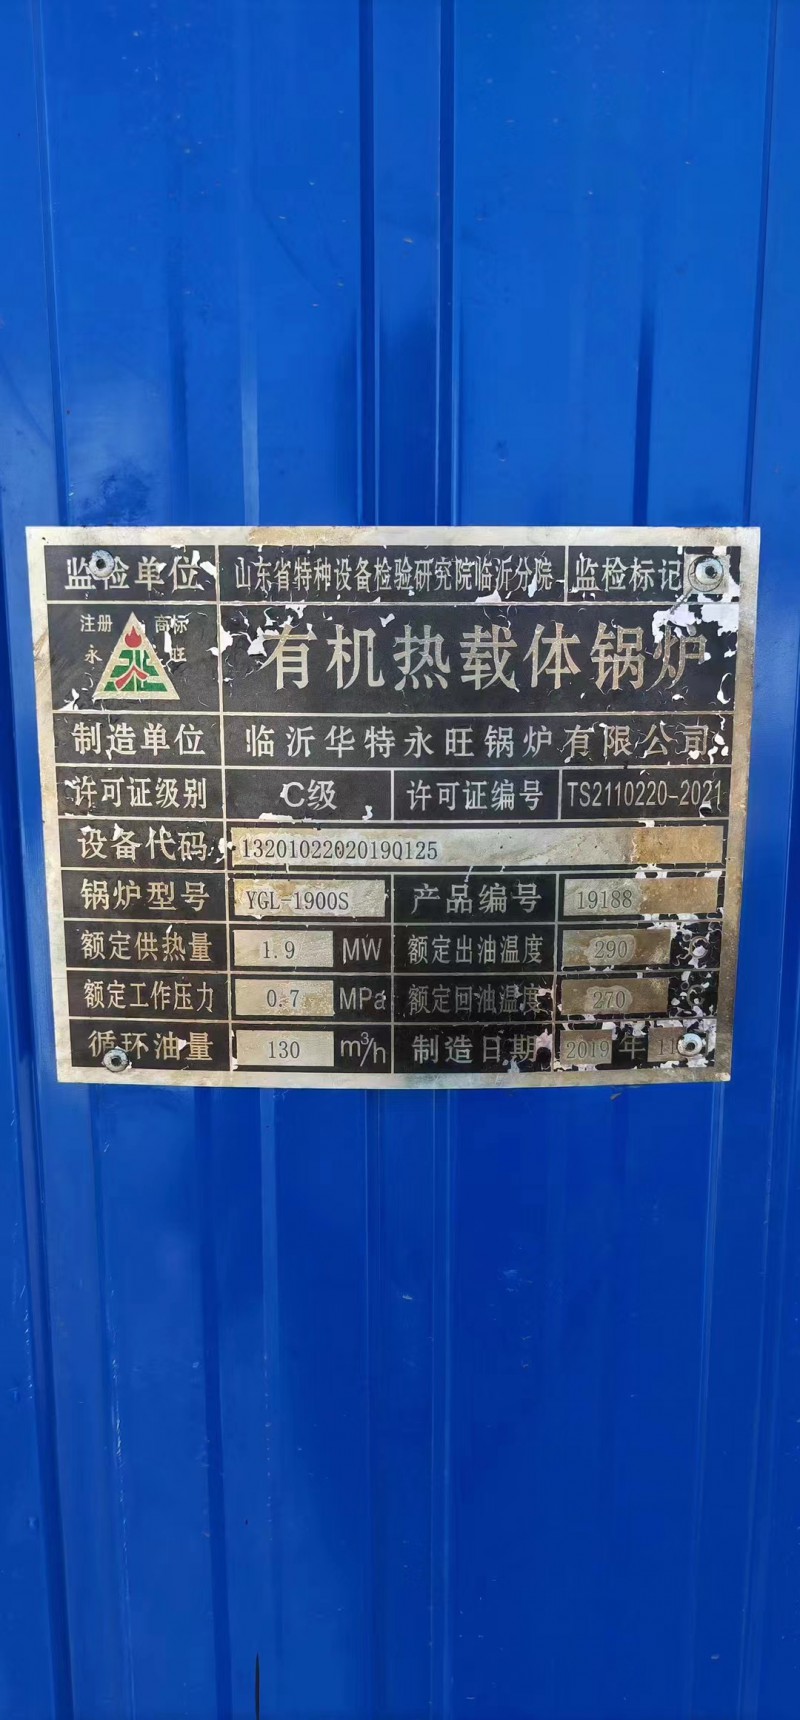 监检单位 山东省特种设备检验研究院临沂分院 监检标记
注册 商标
永 旺
有机热载体锅炉
制造单位 临沂华特永旺锅炉有限公司
许可证级别 C级 许可证编号 TS2110220-2021
设备代码 13201022020190125
锅炉型号 YGL-1900S 产品编号 19188
额定供热量 1.9 MW 额定出油温度 290 ℃
额定工作压力 0.7 MPa 额定回油温度 270
循环油量 130 m³/h 制造日期 2019 年